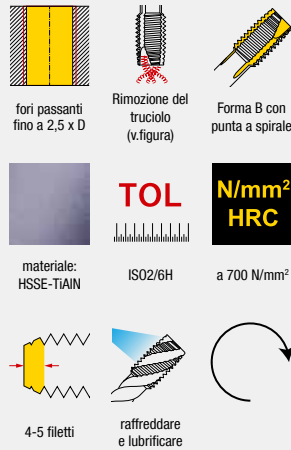 fori passanti
fino a 2,5 x D
Rimozione del
truciolo
(v.figura)
Forma B con
punta a spirale
materiale:
HSSE-TiAlN
TOL
ISO2/6H
N/mm²
HRC
a 700 N/mm²
4-5 filetti
raffreddare
e lubrificare